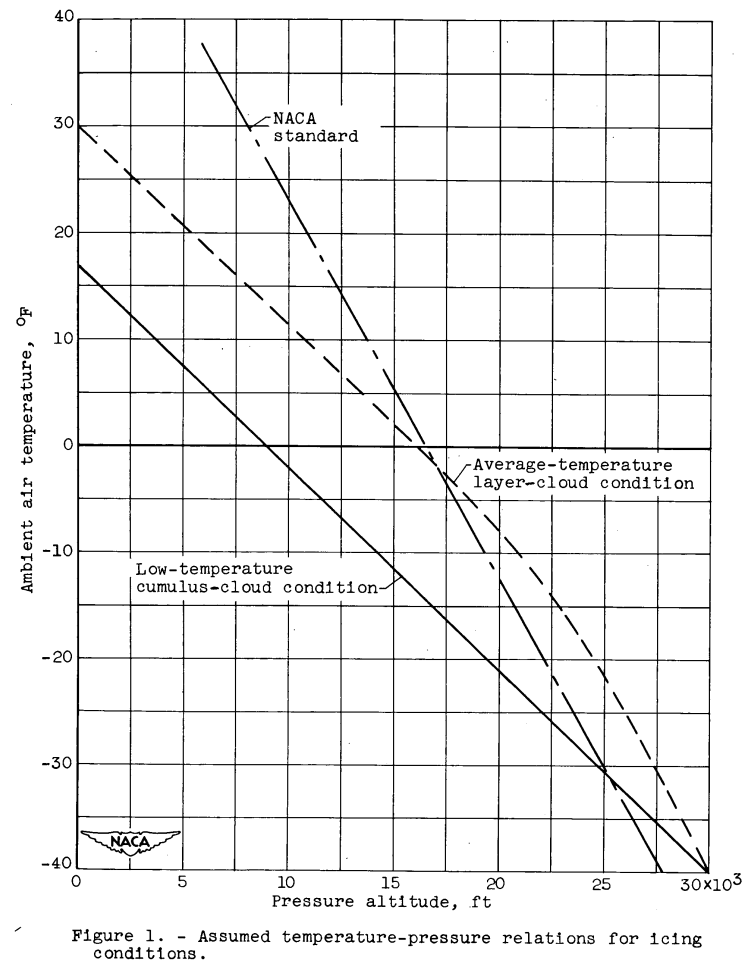 40
30
20
10
0
-10
-20
-30
-40
Ambient air temperature, °F
NACA
standard
Average-temperature
layer-cloud condition
Low-temperature
cumulus-cloud condition
NACA
0 5 10 15 20 25 30×10³
Pressure altitude, ft
Figure 1. - Assumed temperature-pressure relations for icing
conditions.